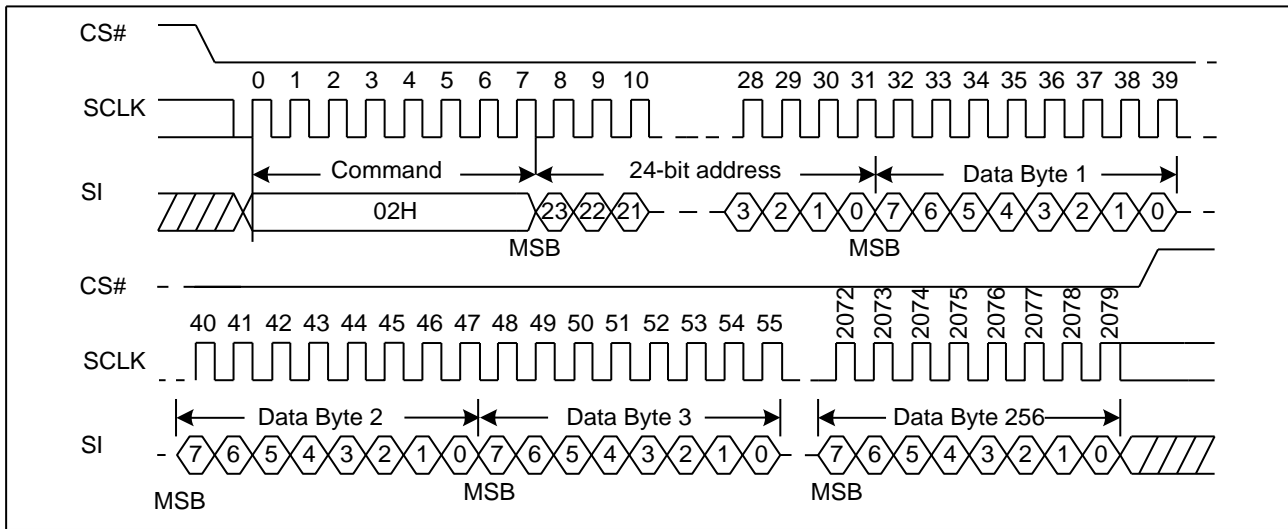 CS#
0 1 2 3 4 5 6 7 8 9 10 28 29 30 31 32 33 34 35 36 37 38 39
SCLK
Command 24-bit address Data Byte 1
SI
02H 23 22 21 3 2 1 0 7 6 5 4 3 2 1 0
MSB MSB
CS#
40 41 42 43 44 45 46 47 48 49 50 51 52 53 54 55 2072 2073 2074 2075 2076 2077 2078 2079
SCLK
Data Byte 2 Data Byte 3 Data Byte 256
SI
7 6 5 4 3 2 1 0 7 6 5 4 3 2 1 0 7 6 5 4 3 2 1 0
MSB MSB MSB